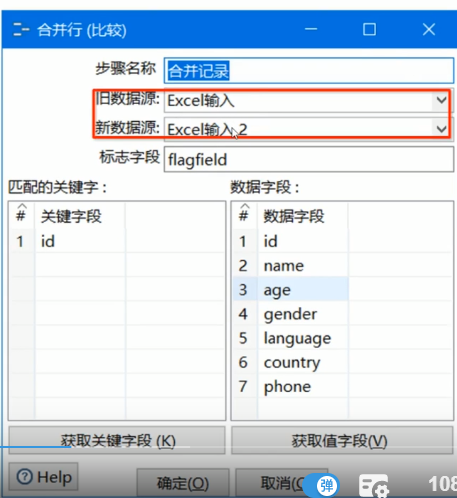 合并行 (比较)
步骤名称 合并记录
旧数据源: Excel输入
新数据源: Excel输入 2
标志字段 flagfield
匹配的关键字： 数据字段：
# 关键字段 # 数据字段
1 id 1 id
2 name
3 age
4 gender
5 language
6 country
7 phone
获取关键字段 (K) 获取值字段(V)
Help 确定(O) 取消(C) 弹 108